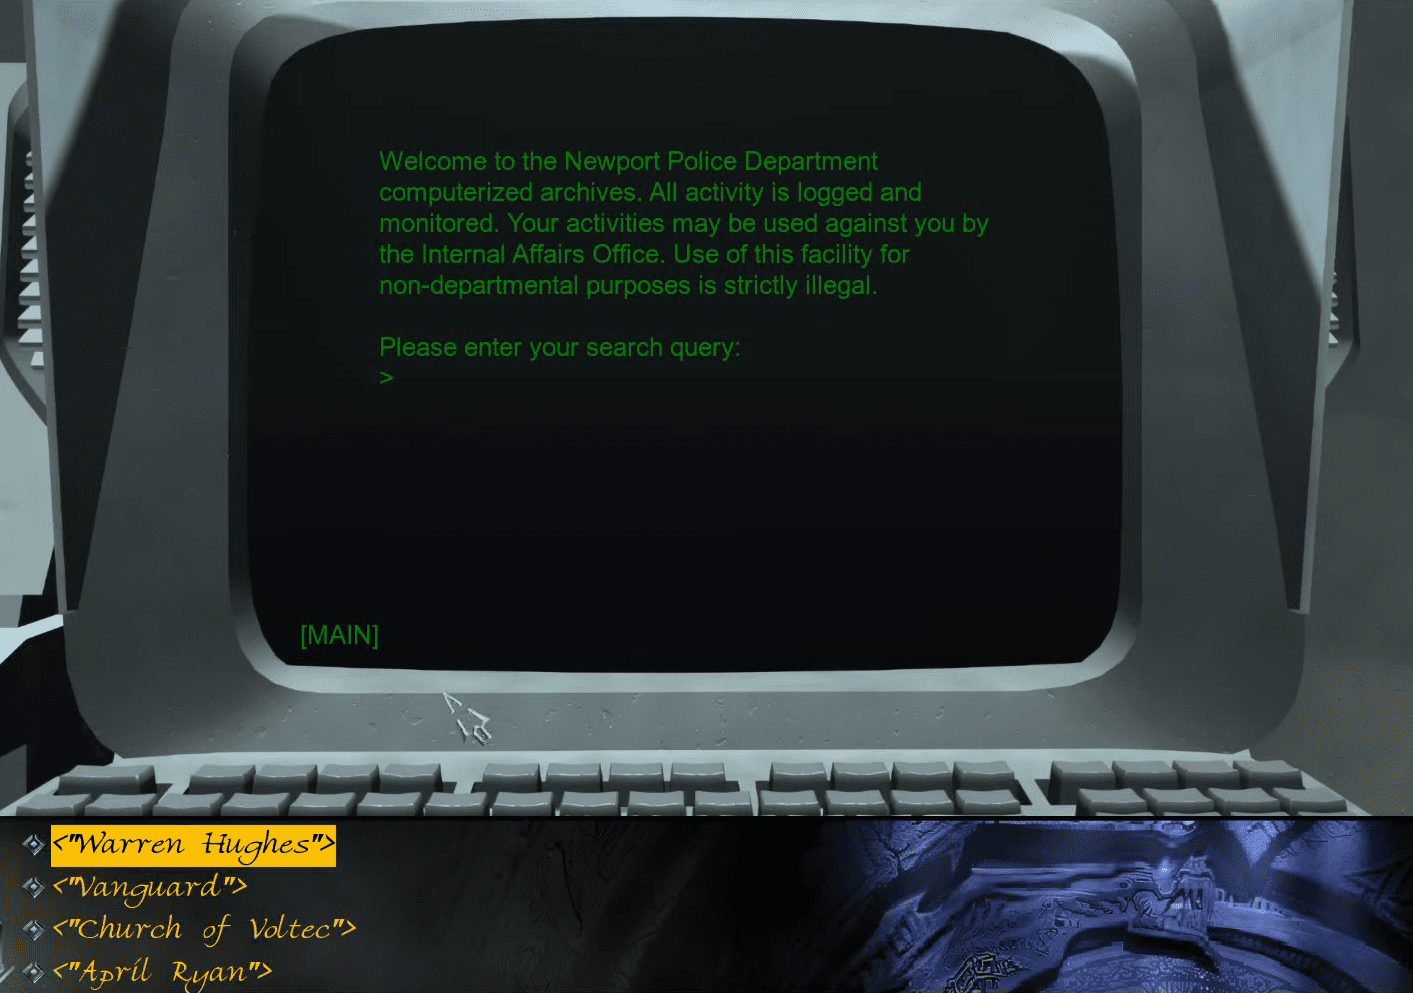 Welcome to the Newport Police Department
computerized archives. All activity is logged and
monitored. Your activities may be used against you by
the Internal Affairs Office. Use of this facility for
non-departmental purposes is strictly illegal.
Please enter your search query:
>
[MAIN]
<"Warren Hughes">
<"Vanguard">
<"Church of Voltec">
<"April Ryan">